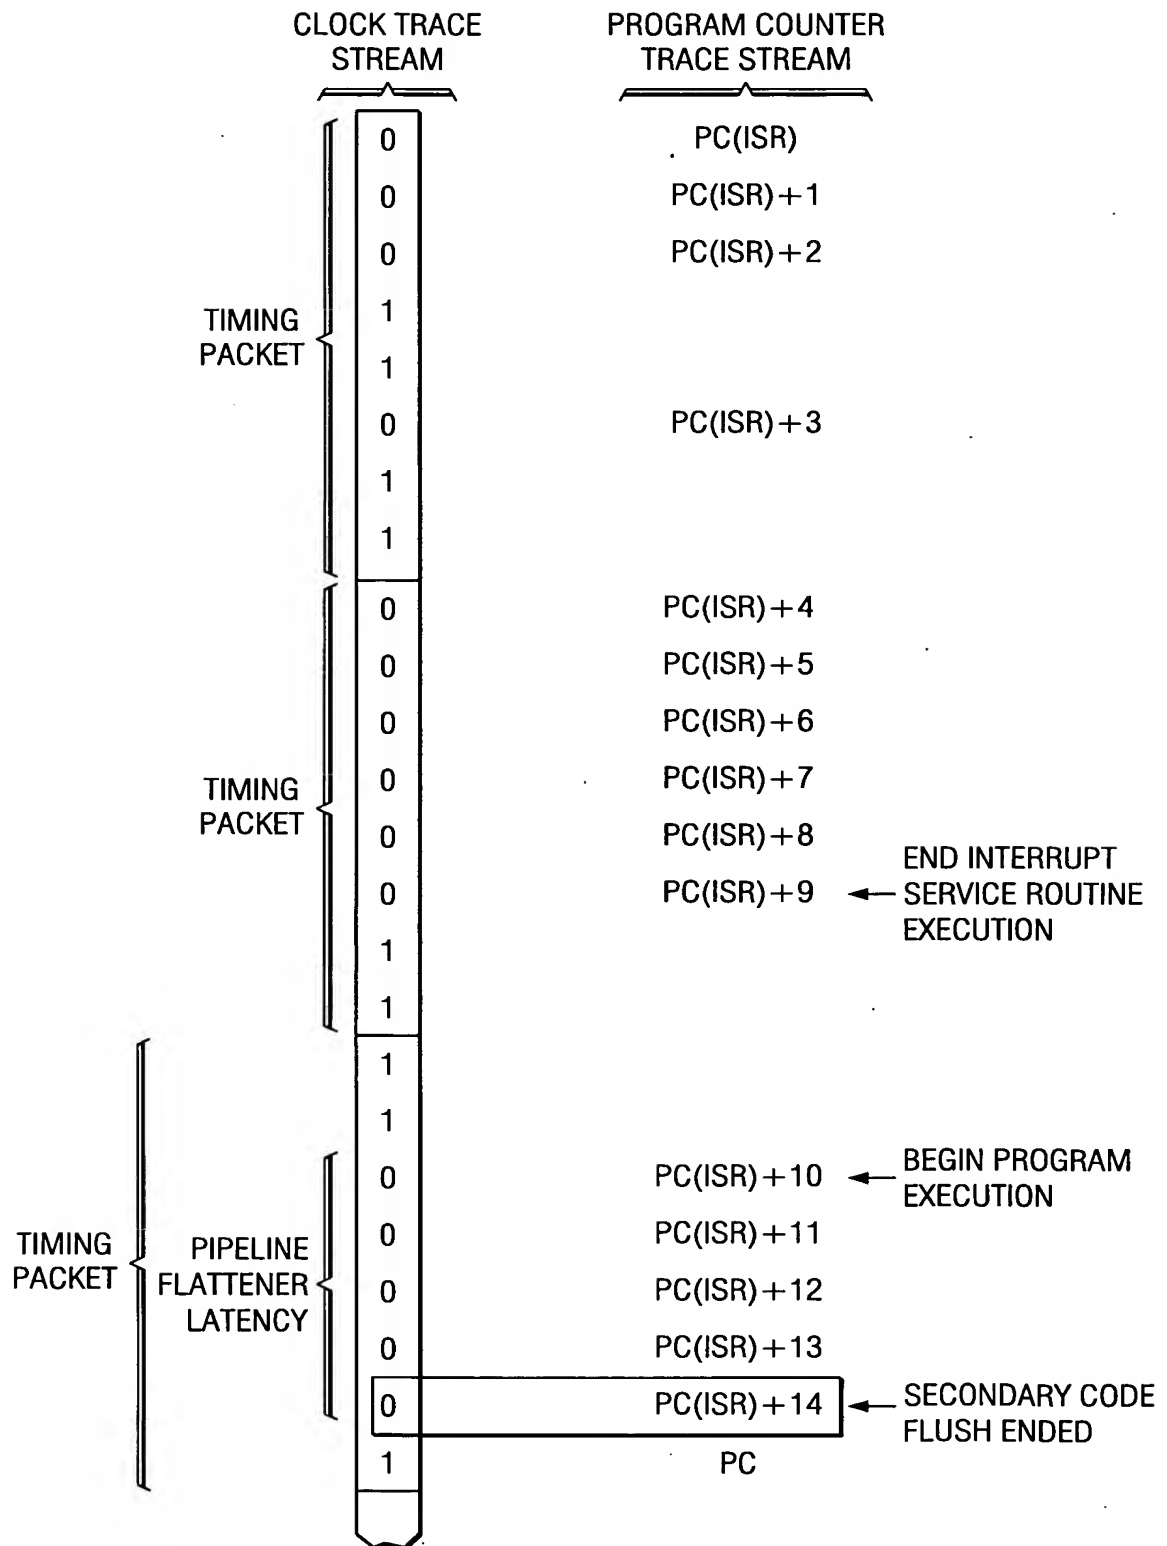 CLOCK TRACE STREAM
PROGRAM COUNTER TRACE STREAM
0 PC(ISR)
0 PC(ISR)+1
0 PC(ISR)+2
1
TIMING PACKET
1
0 PC(ISR)+3
1
1
0 PC(ISR)+4
0 PC(ISR)+5
0 PC(ISR)+6
0 PC(ISR)+7
TIMING PACKET
0 PC(ISR)+8
0 PC(ISR)+9
END INTERRUPT
SERVICE ROUTINE
EXECUTION
1
1
1
1
0 PC(ISR)+10
BEGIN PROGRAM
EXECUTION
0 PC(ISR)+11
TIMING PACKET
PIPELINE
FLATTENER
LATENCY
0 PC(ISR)+12
0 PC(ISR)+13
0 PC(ISR)+14
SECONDARY CODE
FLUSH ENDED
1 PC